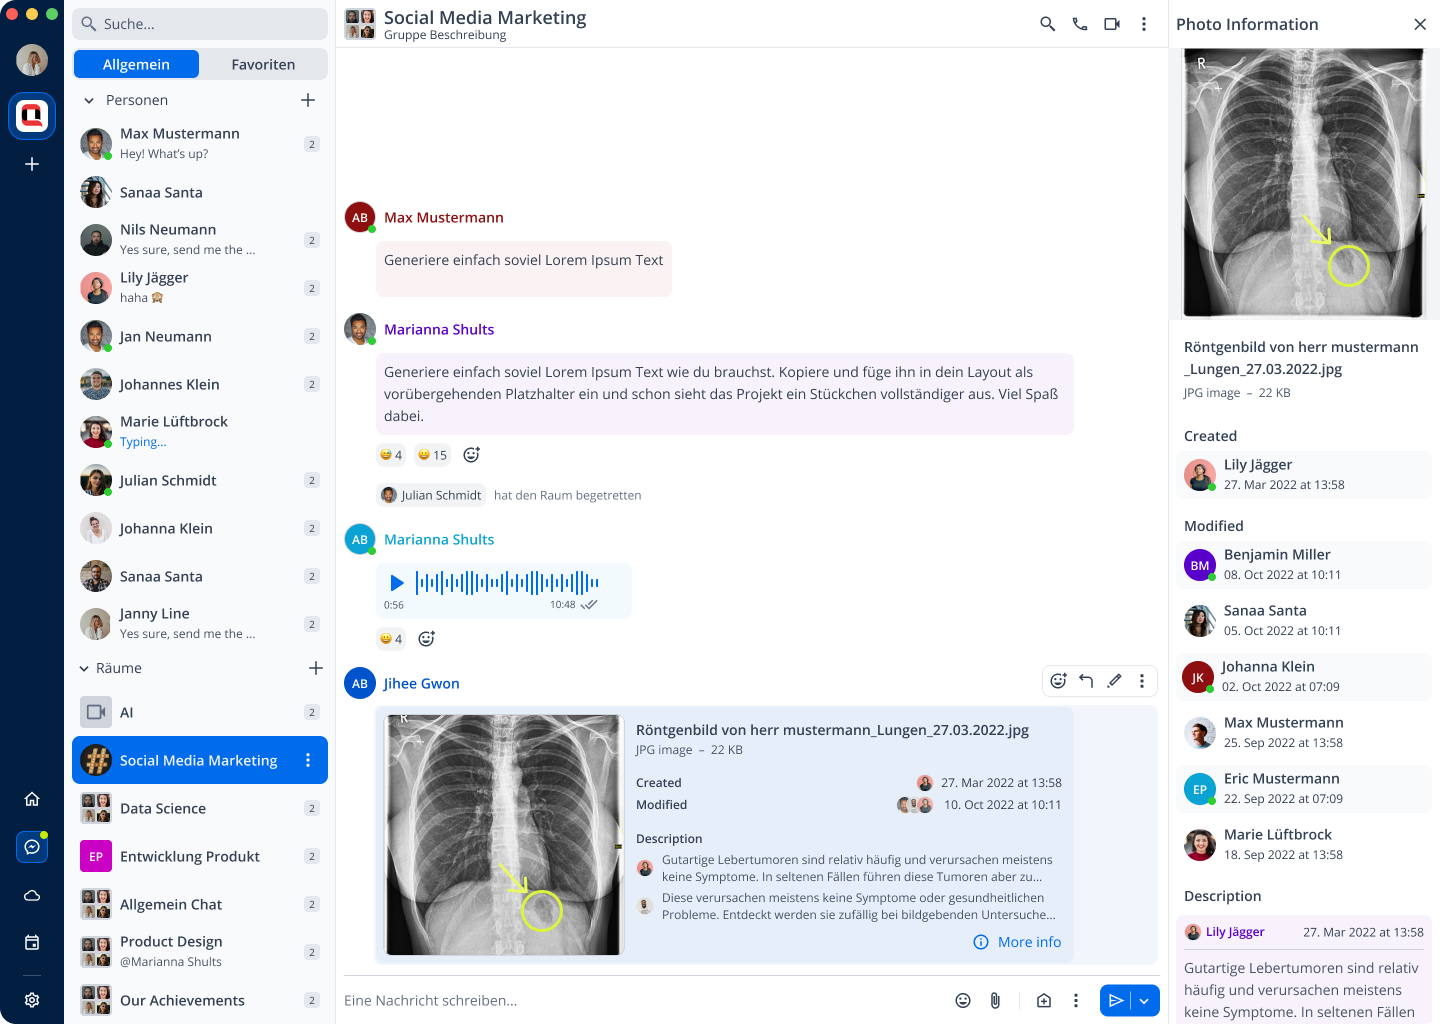 Suche...
Allgemein
Favoriten
Personen
Max Mustermann
Hey! What's up?
2
Sanaa Santa
Nils Neumann
Yes sure, send me the ...
2
Lily Jägger
haha 🙈
2
Jan Neumann
2
Johannes Klein
2
Marie Lüftbrock
Typing...
Julian Schmidt
2
Johanna Klein
2
Sanaa Santa
2
Janny Line
Yes sure, send me the ...
2
Räume
AI
2
Social Media Marketing
Data Science
2
EP
Entwicklung Produkt
2
Allgemein Chat
2
Product Design
@Marianna Shults
2
Our Achievements
2
Social Media Marketing
Gruppe Beschreibung
AB
Max Mustermann
Generiere einfach soviel Lorem Ipsum Text
Marianna Shults
Generiere einfach soviel Lorem Ipsum Text wie du brauchst. Kopiere und füge ihn in dein Layout als
vorübergehenden Platzhalter ein und schon sieht das Projekt ein Stückchen vollständiger aus. Viel Spaß
dabei.
😅 4
😄 15
Julian Schmidt hat den Raum begetretten
AB
Marianna Shults
0:56
10:48
😄 4
AB
Jihee Gwon
R
Röntgenbild von herr mustermann_Lungen_27.03.2022.jpg
JPG image – 22 KB
Created
27. Mar 2022 at 13:58
Modified
10. Oct 2022 at 10:11
Description
Gutartige Lebertumoren sind relativ häufig und verursachen meistens
keine Symptome. In seltenen Fällen führen diese Tumoren aber zu...
Diese verursachen meistens keine Symptome oder gesundheitlichen
Probleme. Entdeckt werden sie zufällig bei bildgebenden Untersuche...
More info
Eine Nachricht schreiben...
Photo Information
R
Röntgenbild von herr mustermann
_Lungen_27.03.2022.jpg
JPG image – 22 KB
Created
Lily Jägger
27. Mar 2022 at 13:58
Modified
BM
Benjamin Miller
08. Oct 2022 at 10:11
Sanaa Santa
05. Oct 2022 at 10:11
JK
Johanna Klein
02. Oct 2022 at 07:09
Max Mustermann
25. Sep 2022 at 13:58
EP
Eric Mustermann
22. Sep 2022 at 07:09
Marie Lüftbrock
18. Sep 2022 at 13:58
Description
Lily Jägger
27. Mar 2022 at 13:58
Gutartige Lebertumoren sind relativ
häufig und verursachen meistens
keine Symptome. In seltenen Fällen